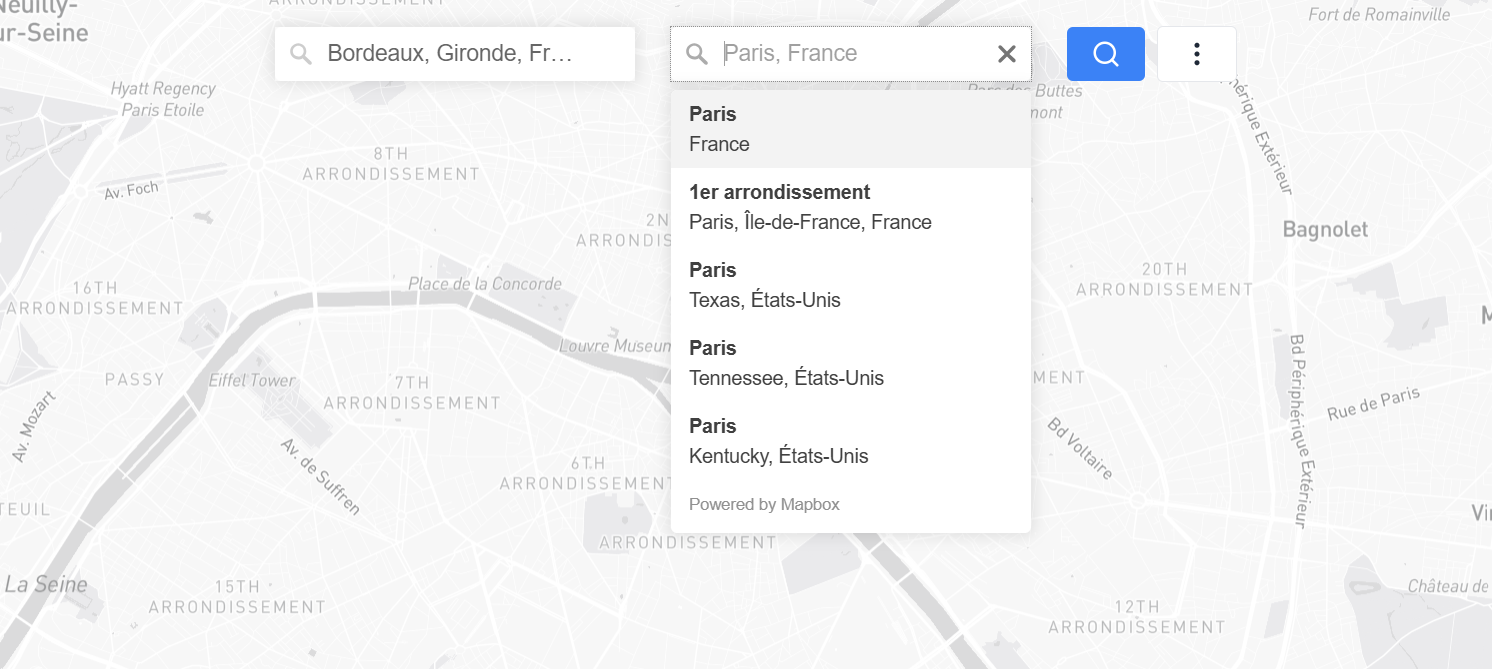 Neuilly-
ur-Seine
ARRONDISSEMENT
Fort de Romainville
Bordeaux, Gironde, Fr…
Paris, France
Hyatt Regency
Paris Etoile
Parc des Buttes
mont
phérique Extérieur
Paris
France
8TH
ARRONDISSEMENT
Av. Foch
1er arrondissement
Paris, Île-de-France, France
2N
ARRONDIS
Bagnolet
Paris
Texas, États-Unis
20TH
ARRONDISSEMENT
16TH
ARRONDISSEMENT
Place de la Concorde
Louvre Museum
Paris
Tennessee, États-Unis
MENT
PASSY
Eiffel Tower
7TH
ARRONDISSEMENT
Bd Périphérique Extérieur
Rue de Paris
Av. Mozart
Paris
Kentucky, États-Unis
Bd Voltaire
Av. de Suffren
6TH
ARRONDISSEMENT
Powered by Mapbox
TEUIL
Vi
ARRONDISSEMENT
La Seine
15TH
ARRONDISSEMENT
Château de
12TH
ARRONDISSEMENT